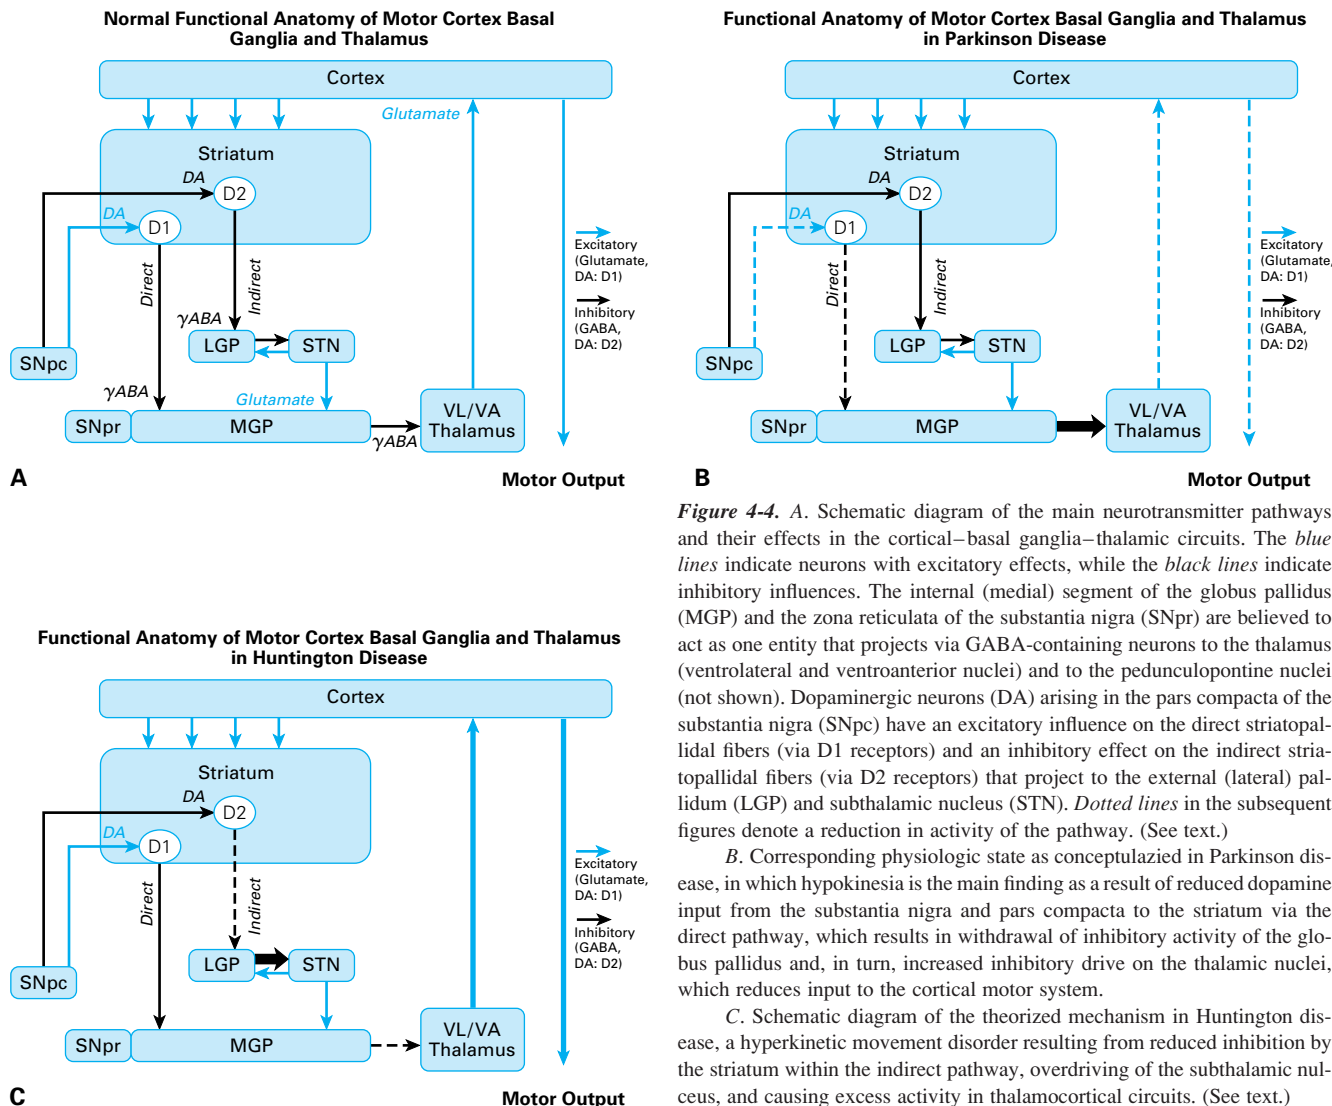 Normal Functional Anatomy of Motor Cortex Basal
Ganglia and Thalamus
Cortex
Glutamate
Striatum
DA
D2
DA
D1
Direct
Indirect
Excitatory
(Glutamate,
DA: D1)
Inhibitory
(GABA,
DA: D2)
γABA
LGP
STN
SNpc
γABA
Glutamate
SNpr
MGP
γABA
VL/VA
Thalamus
A
Motor Output
Functional Anatomy of Motor Cortex Basal Ganglia and Thalamus
in Parkinson Disease
Cortex
Striatum
DA
D2
DA
D1
Direct
Indirect
Excitatory
(Glutamate,
DA: D1)
Inhibitory
(GABA,
DA: D2)
LGP
STN
SNpc
SNpr
MGP
VL/VA
Thalamus
B
Motor Output
Functional Anatomy of Motor Cortex Basal Ganglia and Thalamus
in Huntington Disease
Cortex
Striatum
DA
D2
DA
D1
Direct
Indirect
Excitatory
(Glutamate,
DA: D1)
Inhibitory
(GABA,
DA: D2)
LGP
STN
SNpc
SNpr
MGP
VL/VA
Thalamus
C
Motor Output
Figure 4-4. A. Schematic diagram of the main neurotransmitter pathways
and their effects in the cortical–basal ganglia–thalamic circuits. The blue
lines indicate neurons with excitatory effects, while the black lines indicate
inhibitory influences. The internal (medial) segment of the globus pallidus
(MGP) and the zona reticulata of the substantia nigra (SNpr) are believed to
act as one entity that projects via GABA-containing neurons to the thalamus
(ventrolateral and ventroanterior nuclei) and to the pedunculopontine nuclei
(not shown). Dopaminergic neurons (DA) arising in the pars compacta of the
substantia nigra (SNpc) have an excitatory influence on the direct striatopal-
lidal fibers (via D1 receptors) and an inhibitory effect on the indirect stria-
topallidal fibers (via D2 receptors) that project to the external (lateral) pal-
lidum (LGP) and subthalamic nucleus (STN). Dotted lines in the subsequent
figures denote a reduction in activity of the pathway. (See text.)
B. Corresponding physiologic state as conceptulazied in Parkinson dis-
ease, in which hypokinesia is the main finding as a result of reduced dopamine
input from the substantia nigra and pars compacta to the striatum via the
direct pathway, which results in withdrawal of inhibitory activity of the glo-
bus pallidus and, in turn, increased inhibitory drive on the thalamic nuclei,
which reduces input to the cortical motor system.
C. Schematic diagram of the theorized mechanism in Huntington dis-
ease, a hyperkinetic movement disorder resulting from reduced inhibition by
the striatum within the indirect pathway, overdriving of the subthalamic nul-
ceus, and causing excess activity in thalamocortical circuits. (See text.)